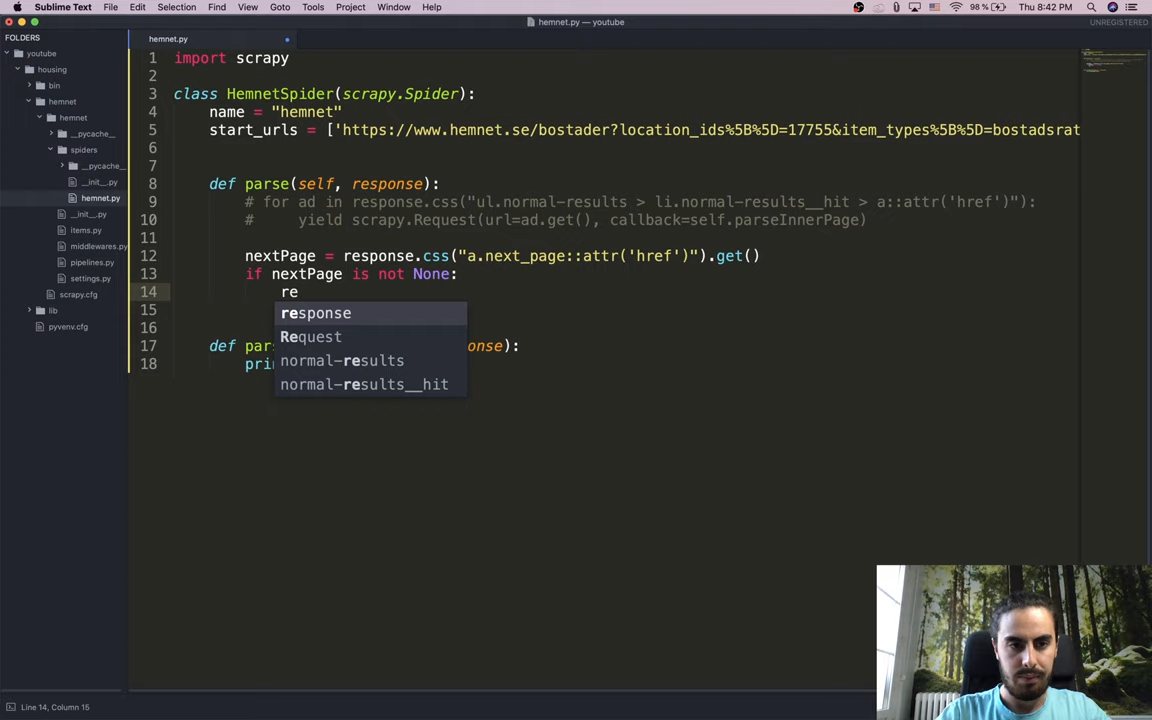 Sublime Text File Edit Selection Find View Goto Tools Project Window Help 98 % Thu 8:42 PM
hemnet.py — youtube UNREGISTERED
FOLDERS
youtube
housing
bin
hemnet
hemnet
__pycache__
spiders
__pycache__
__init__.py
hemnet.py
__init__.py
items.py
middlewares.py
pipelines.py
settings.py
scrapy.cfg
lib
pyvenv.cfg
hemnet.py
1 import scrapy
2
3 class HemnetSpider(scrapy.Spider):
4 name = "hemnet"
5 start_urls = ['https://www.hemnet.se/bostader?location_ids%5B%5D=17755&item_types%5B%5D=bostadsrat
6
7
8 def parse(self, response):
9 # for ad in response.css("ul.normal-results > li.normal-results__hit > a::attr('href')"):
10 # yield scrapy.Request(url=ad.get(), callback=self.parseInnerPage)
11
12 nextPage = response.css("a.next_page::attr('href')").get()
13 if nextPage is not None:
14 re
15
16
17 def par onse):
18 pri
response
Request
normal-results
normal-results__hit
Line 14, Column 15